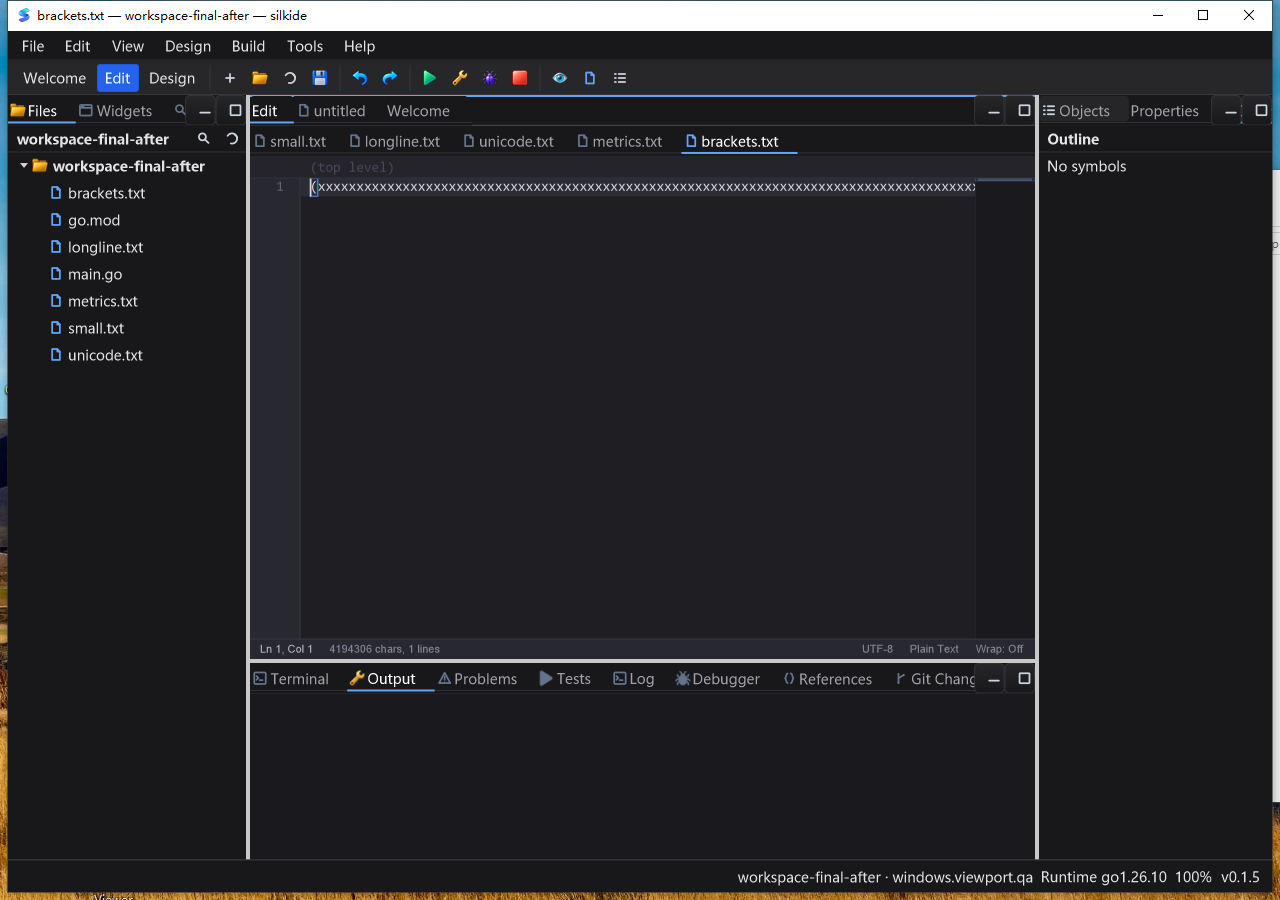 brackets.txt — workspace-final-after — silkide
File Edit View Design Build Tools Help
Welcome Edit Design
Files Widgets
Edit untitled Welcome
Objects Properties
workspace-final-after
small.txt longline.txt unicode.txt metrics.txt brackets.txt
Outline
workspace-final-after
(top level)
No symbols
brackets.txt
1 (xxxxxxxxxxxxxxxxxxxxxxxxxxxxxxxxxxxxxxxxxxxxxxxxxxxxxxxxxxxxxxxxxxxxxxxxxxxxxxxxxxxxx
go.mod
longline.txt
main.go
metrics.txt
small.txt
unicode.txt
Ln 1, Col 1 4194306 chars, 1 lines UTF-8 Plain Text Wrap: Off
Terminal Output Problems Tests Log Debugger References Git Chang
workspace-final-after · windows.viewport.qa Runtime go1.26.10 100% v0.1.5